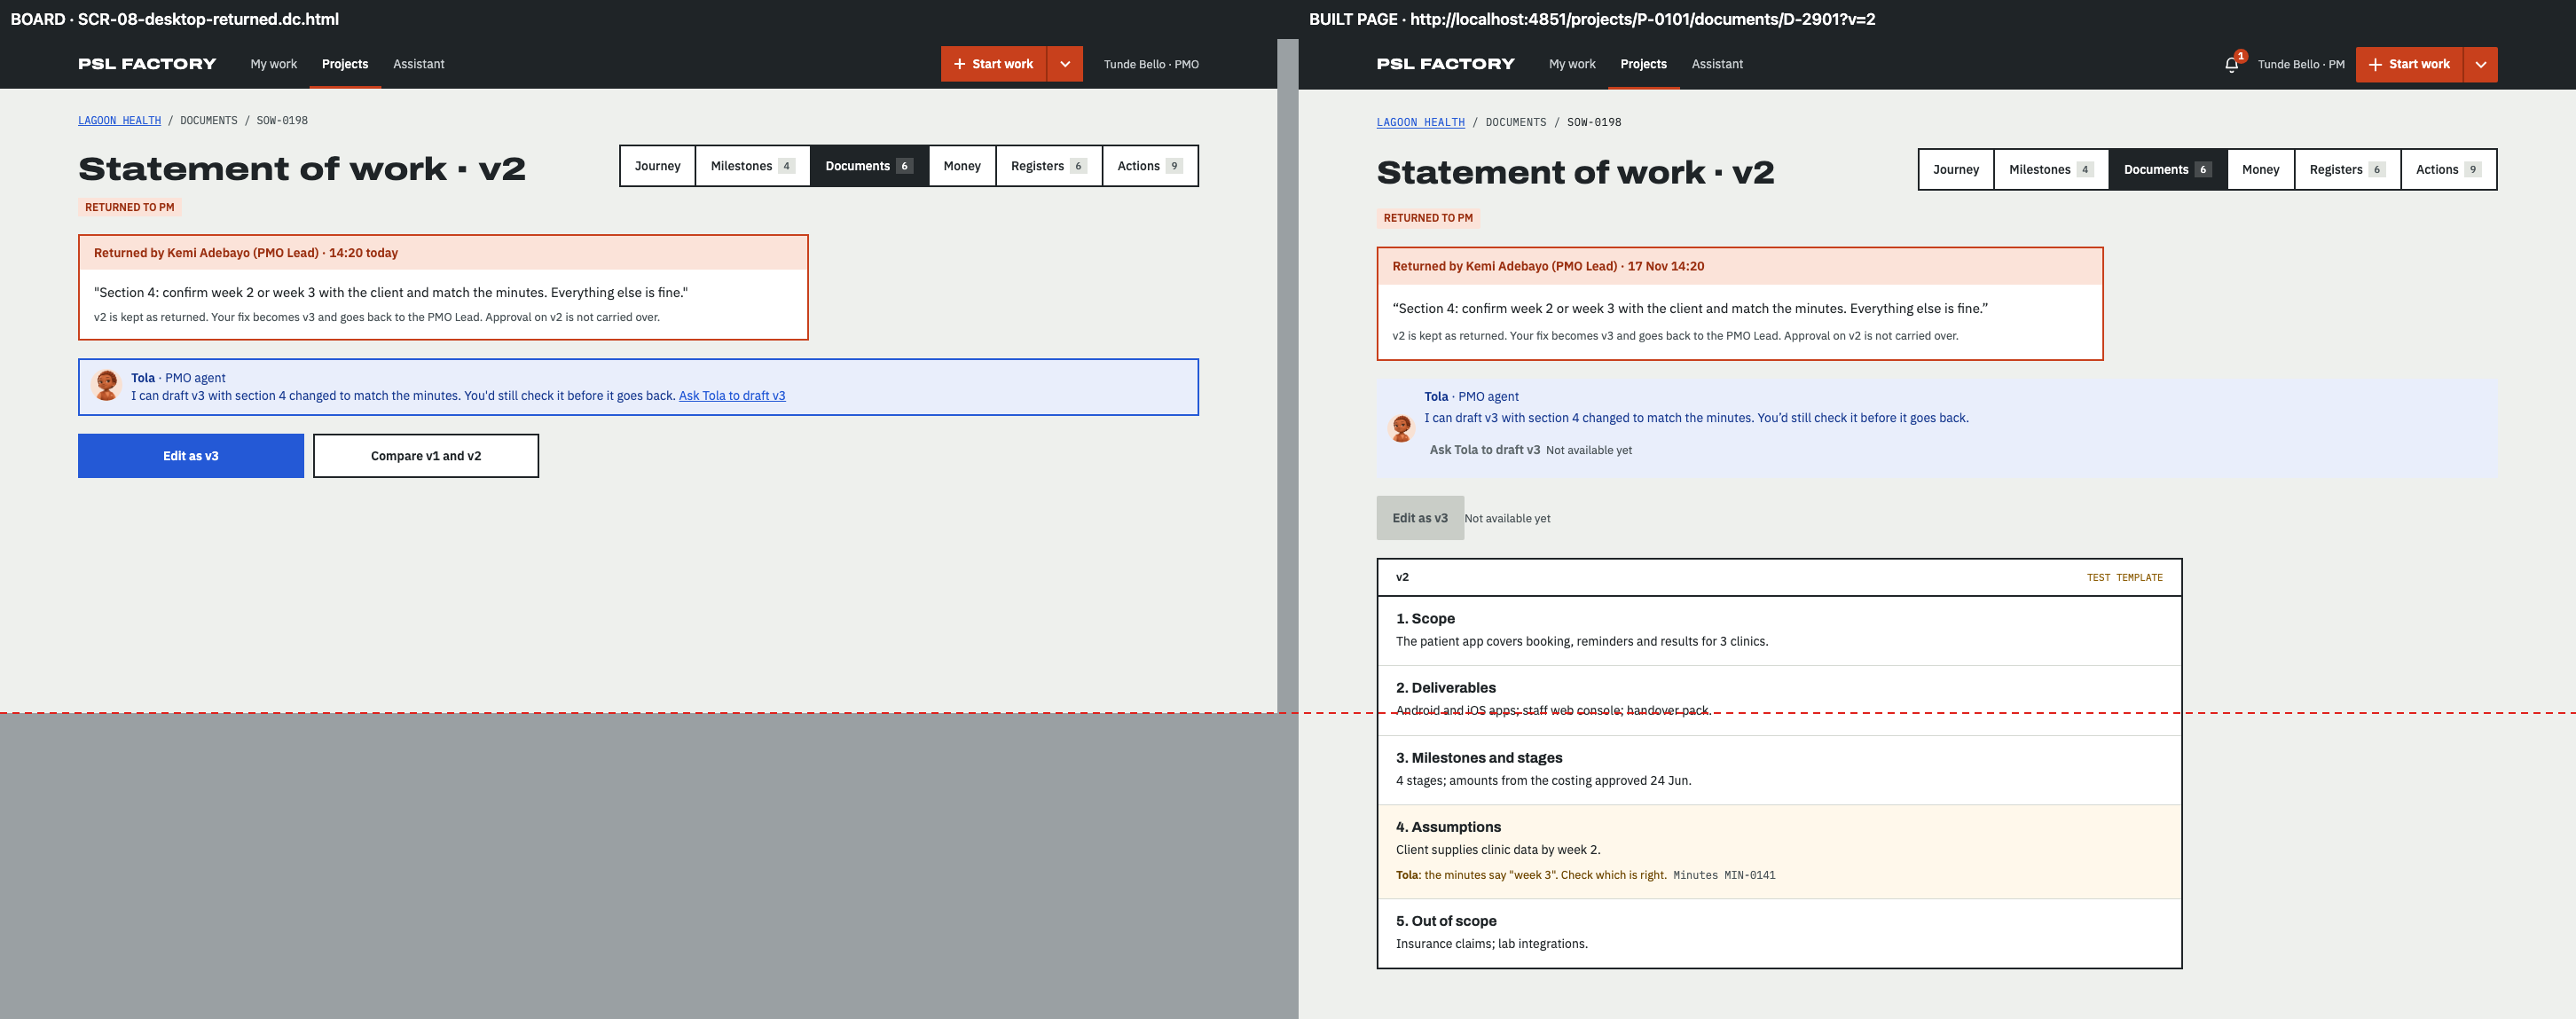 BOARD · SCR-08-desktop-returned.dc.html
PSL FACTORY My work Projects Assistant + Start work Tunde Bello · PMO
LAGOON HEALTH / DOCUMENTS / SOW-0198
Statement of work · v2
Journey Milestones 4 Documents 6 Money Registers 6 Actions 9
RETURNED TO PM
Returned by Kemi Adebayo (PMO Lead) · 14:20 today
"Section 4: confirm week 2 or week 3 with the client and match the minutes. Everything else is fine."
v2 is kept as returned. Your fix becomes v3 and goes back to the PMO Lead. Approval on v2 is not carried over.
Tola · PMO agent
I can draft v3 with section 4 changed to match the minutes. You'd still check it before it goes back. Ask Tola to draft v3
Edit as v3 Compare v1 and v2
BUILT PAGE · http://localhost:4851/projects/P-0101/documents/D-2901?v=2
PSL FACTORY My work Projects Assistant 1 Tunde Bello · PM + Start work
LAGOON HEALTH / DOCUMENTS / SOW-0198
Statement of work · v2
Journey Milestones 4 Documents 6 Money Registers 6 Actions 9
RETURNED TO PM
Returned by Kemi Adebayo (PMO Lead) · 17 Nov 14:20
“Section 4: confirm week 2 or week 3 with the client and match the minutes. Everything else is fine.”
v2 is kept as returned. Your fix becomes v3 and goes back to the PMO Lead. Approval on v2 is not carried over.
Tola · PMO agent
I can draft v3 with section 4 changed to match the minutes. You’d still check it before it goes back.
Ask Tola to draft v3 Not available yet
Edit as v3 Not available yet
v2 TEST TEMPLATE
1. Scope
The patient app covers booking, reminders and results for 3 clinics.
2. Deliverables
Android and iOS apps; staff web console; handover pack.
3. Milestones and stages
4 stages; amounts from the costing approved 24 Jun.
4. Assumptions
Client supplies clinic data by week 2.
Tola: the minutes say "week 3". Check which is right. Minutes MIN-0141
5. Out of scope
Insurance claims; lab integrations.